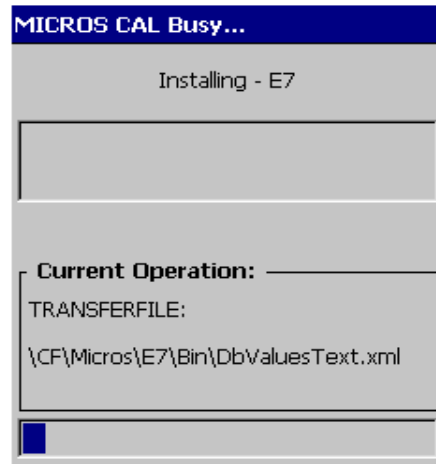 MICROS CAL Busy...
Installing - E7
Current Operation:
TRANSFERFILE:
\CF\Micros\E7\Bin\DbValuesText.xml